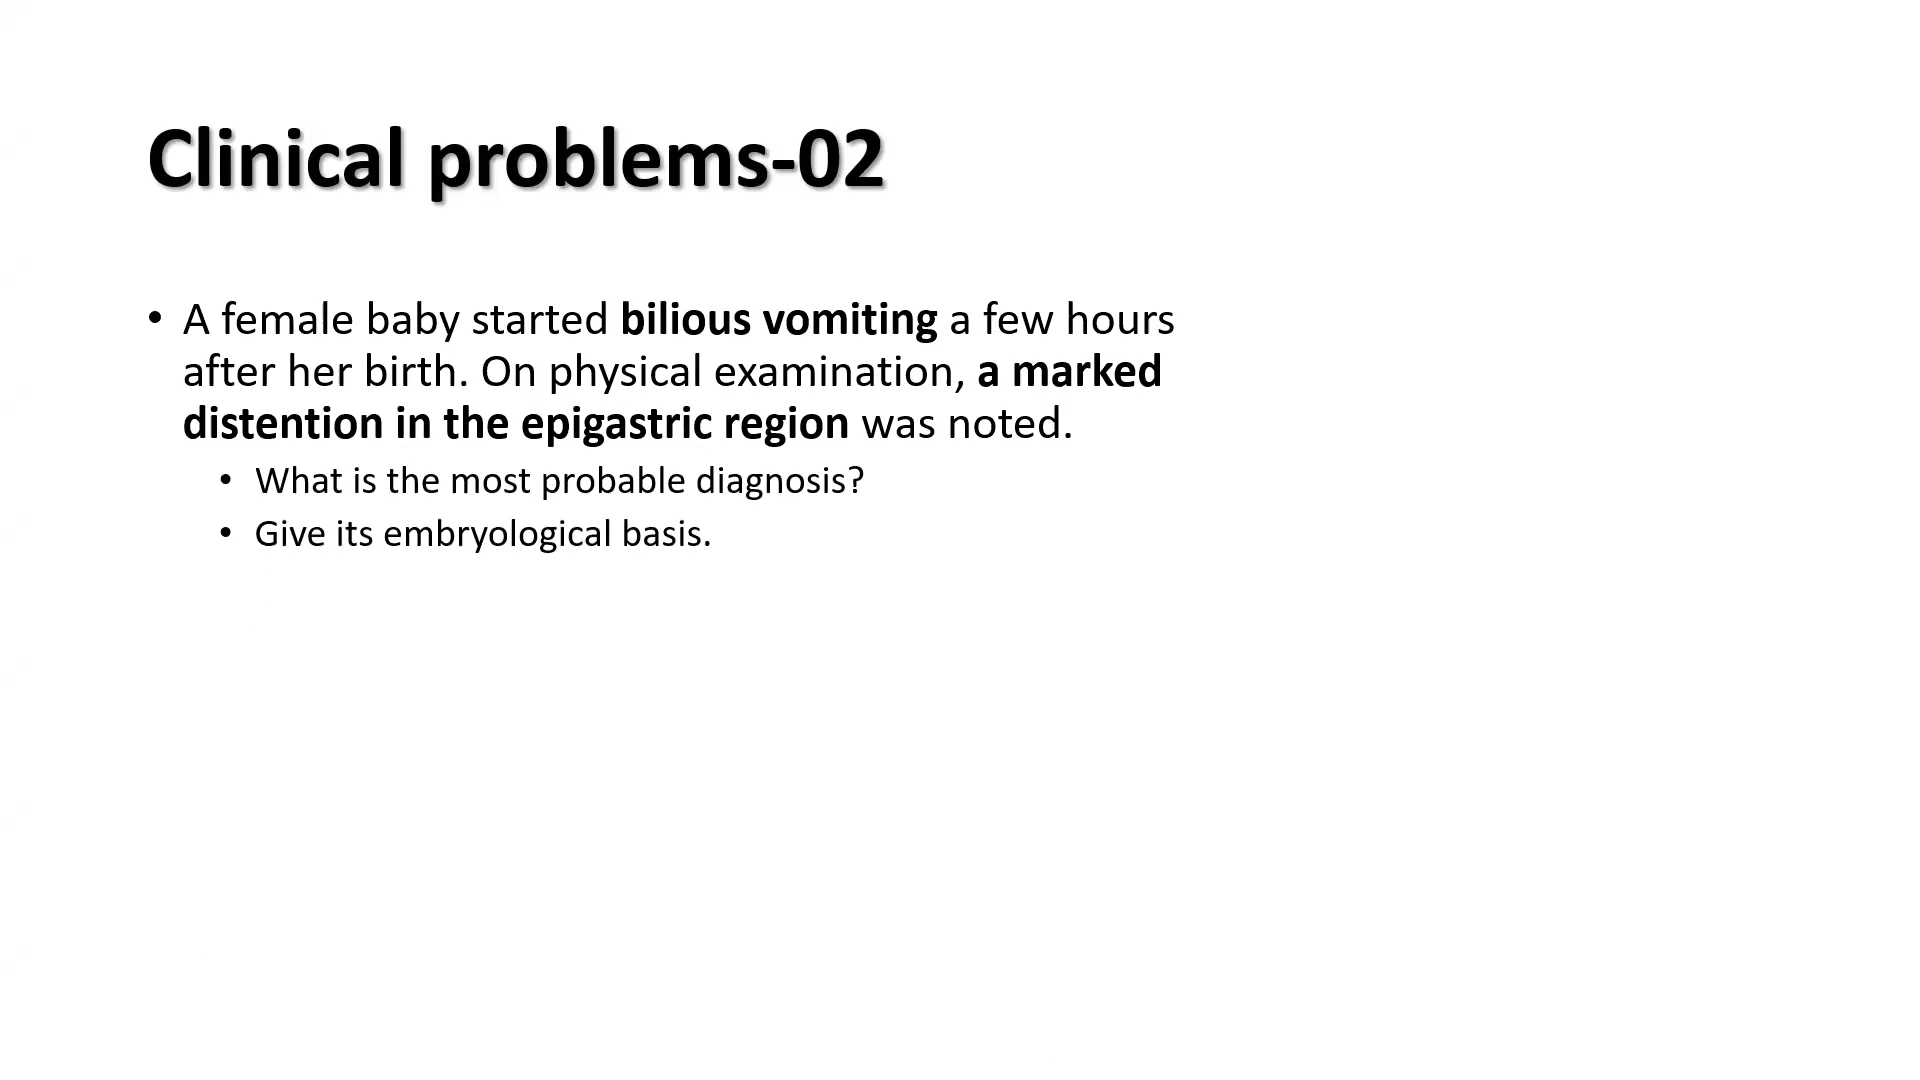 Clinical problems-02
• A female baby started bilious vomiting a few hours
after her birth. On physical examination, a marked
distention in the epigastric region was noted.
• What is the most probable diagnosis?
• Give its embryological basis.